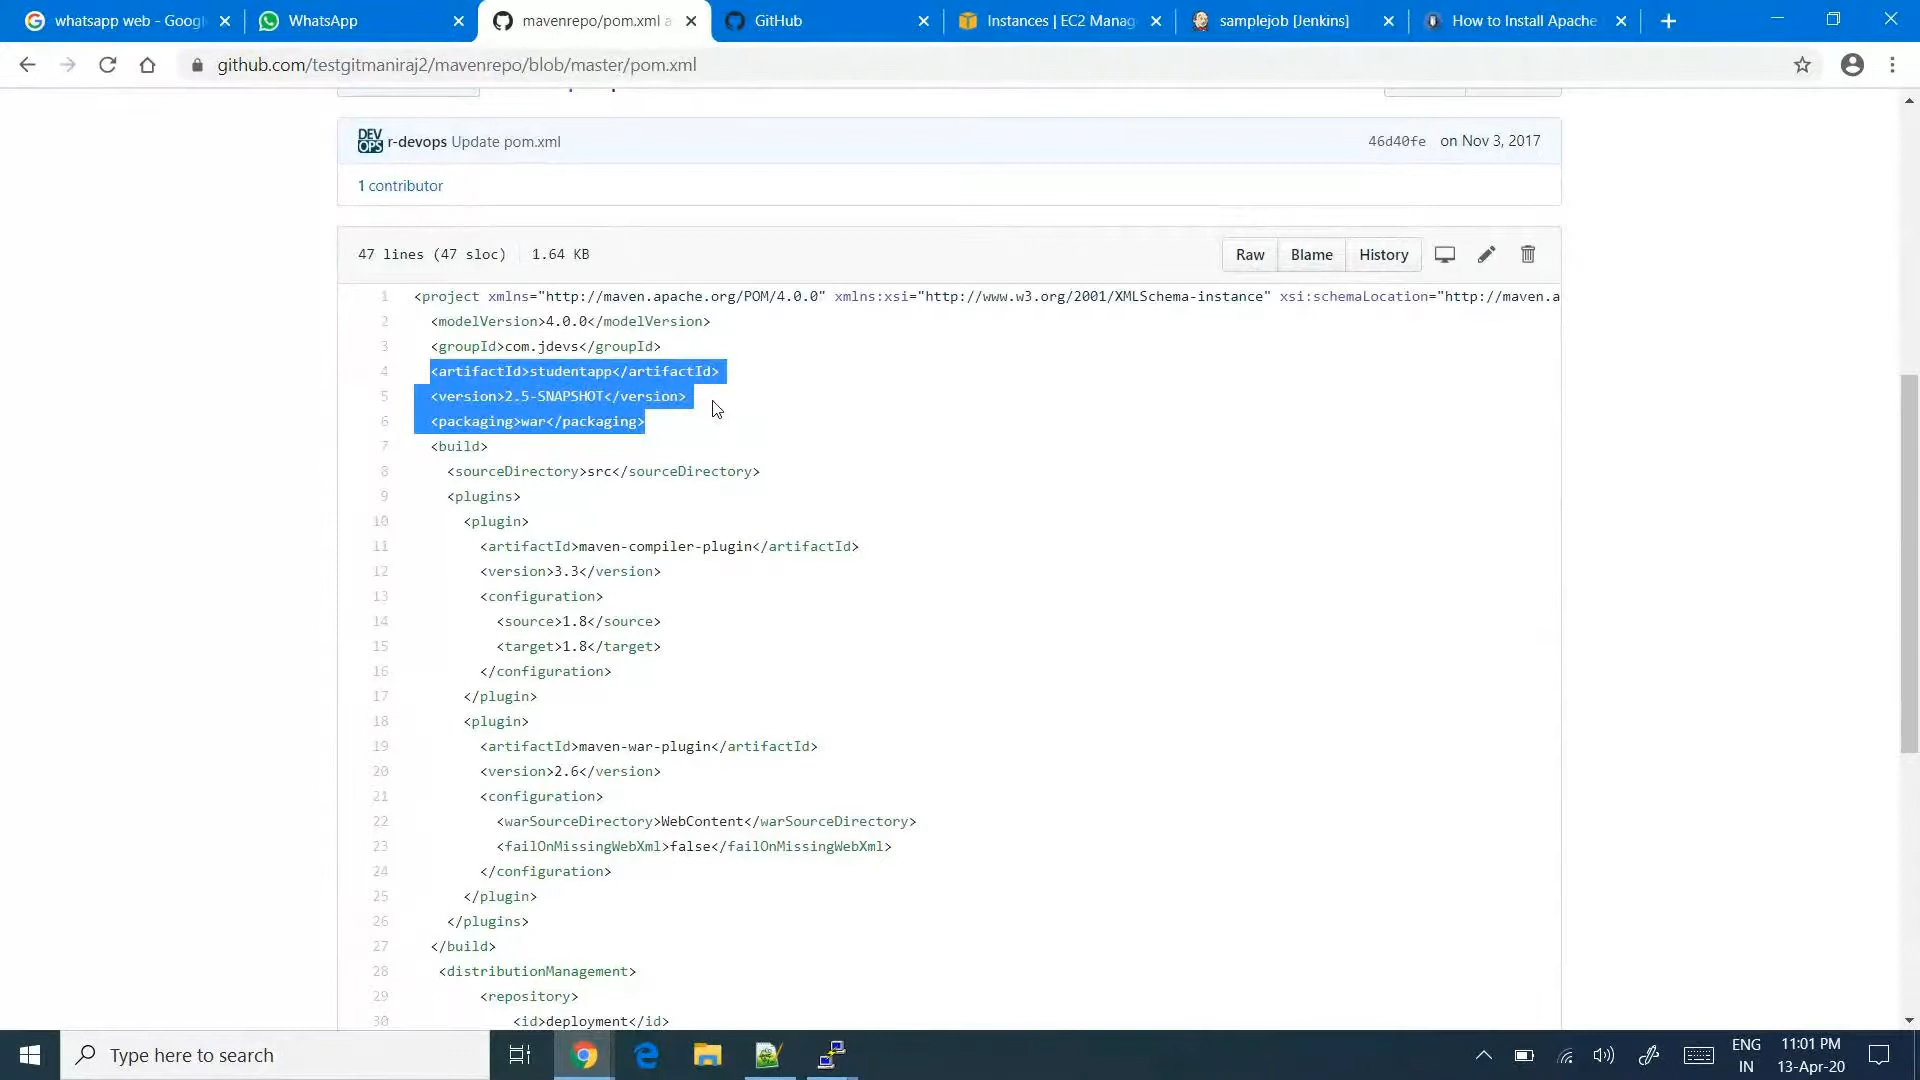 whatsapp web - Goog
WhatsApp
mavenrepo/pom.xml a
GitHub
Instances | EC2 Manag
samplejob [Jenkins]
How to Install Apache
github.com/testgitmaniraj2/mavenrepo/blob/master/pom.xml
DEV OPS r-devops Update pom.xml 46d40fe on Nov 3, 2017
1 contributor
47 lines (47 sloc) 1.64 KB Raw Blame History
1 <project xmlns="http://maven.apache.org/POM/4.0.0" xmlns:xsi="http://www.w3.org/2001/XMLSchema-instance" xsi:schemaLocation="http://maven.a
2 <modelVersion>4.0.0</modelVersion>
3 <groupId>com.jdevs</groupId>
4 <artifactId>studentapp</artifactId>
5 <version>2.5-SNAPSHOT</version>
6 <packaging>war</packaging>
7 <build>
8 <sourceDirectory>src</sourceDirectory>
9 <plugins>
10 <plugin>
11 <artifactId>maven-compiler-plugin</artifactId>
12 <version>3.3</version>
13 <configuration>
14 <source>1.8</source>
15 <target>1.8</target>
16 </configuration>
17 </plugin>
18 <plugin>
19 <artifactId>maven-war-plugin</artifactId>
20 <version>2.6</version>
21 <configuration>
22 <warSourceDirectory>WebContent</warSourceDirectory>
23 <failOnMissingWebXml>false</failOnMissingWebXml>
24 </configuration>
25 </plugin>
26 </plugins>
27 </build>
28 <distributionManagement>
29 <repository>
30 <id>deployment</id>
Type here to search
ENG
IN
11:01 PM
13-Apr-20